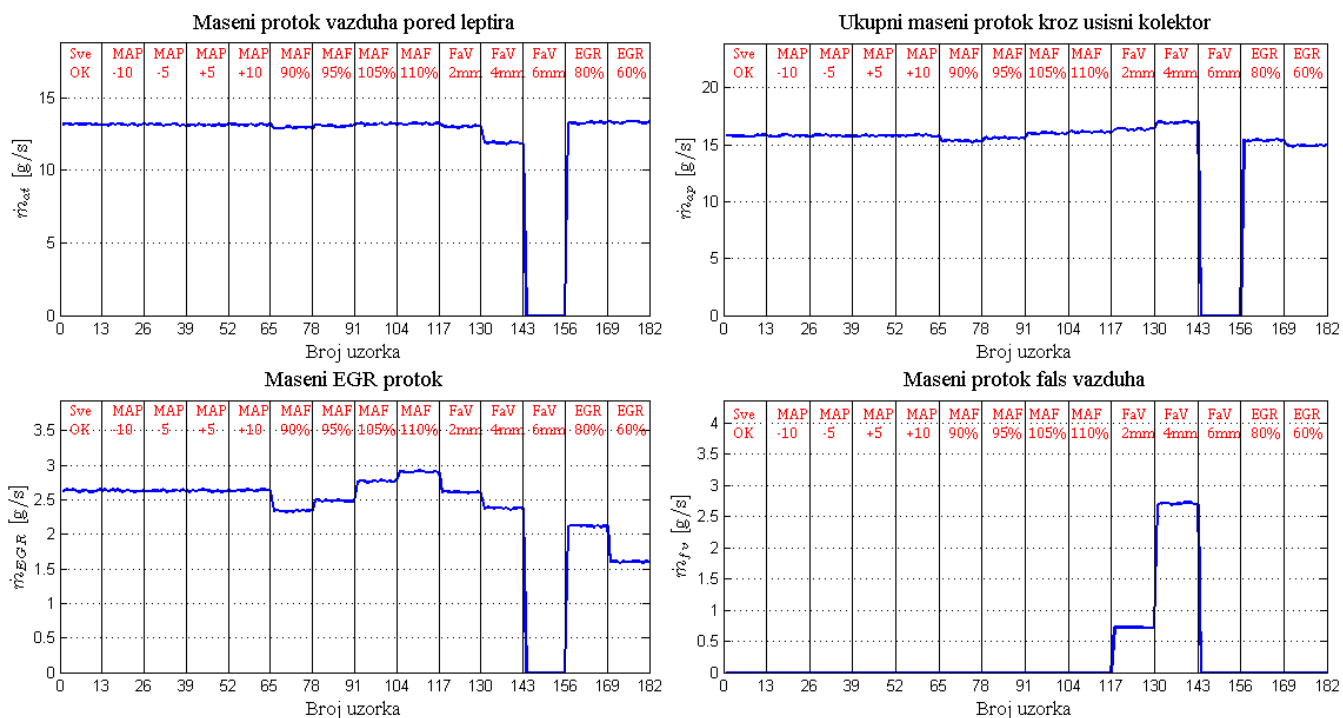 Maseni protok vazduha pored leptira
Sve MAP MAP MAP MAP MAF MAF MAF MAF FaV FaV FaV EGR EGR
OK -10 -5 +5 +10 90% 95% 105% 110% 2mm 4mm 6mm 80% 60%
15
10
5
0
ṁat [g/s]
0 13 26 39 52 65 78 91 104 117 130 143 156 169 182
Broj uzorka
Ukupni maseni protok kroz usisni kolektor
Sve MAP MAP MAP MAP MAF MAF MAF MAF FaV FaV FaV EGR EGR
OK -10 -5 +5 +10 90% 95% 105% 110% 2mm 4mm 6mm 80% 60%
20
15
10
5
0
ṁap [g/s]
0 13 26 39 52 65 78 91 104 117 130 143 156 169 182
Broj uzorka
Maseni EGR protok
Sve MAP MAP MAP MAP MAF MAF MAF MAF FaV FaV FaV EGR EGR
OK -10 -5 +5 +10 90% 95% 105% 110% 2mm 4mm 6mm 80% 60%
3.5
3
2.5
2
1.5
1
0.5
0
ṁEGR [g/s]
0 13 26 39 52 65 78 91 104 117 130 143 156 169 182
Broj uzorka
Maseni protok fals vazduha
Sve MAP MAP MAP MAP MAF MAF MAF MAF FaV FaV FaV EGR EGR
OK -10 -5 +5 +10 90% 95% 105% 110% 2mm 4mm 6mm 80% 60%
4
3.5
3
2.5
2
1.5
1
0.5
0
ṁfv [g/s]
0 13 26 39 52 65 78 91 104 117 130 143 156 169 182
Broj uzorka